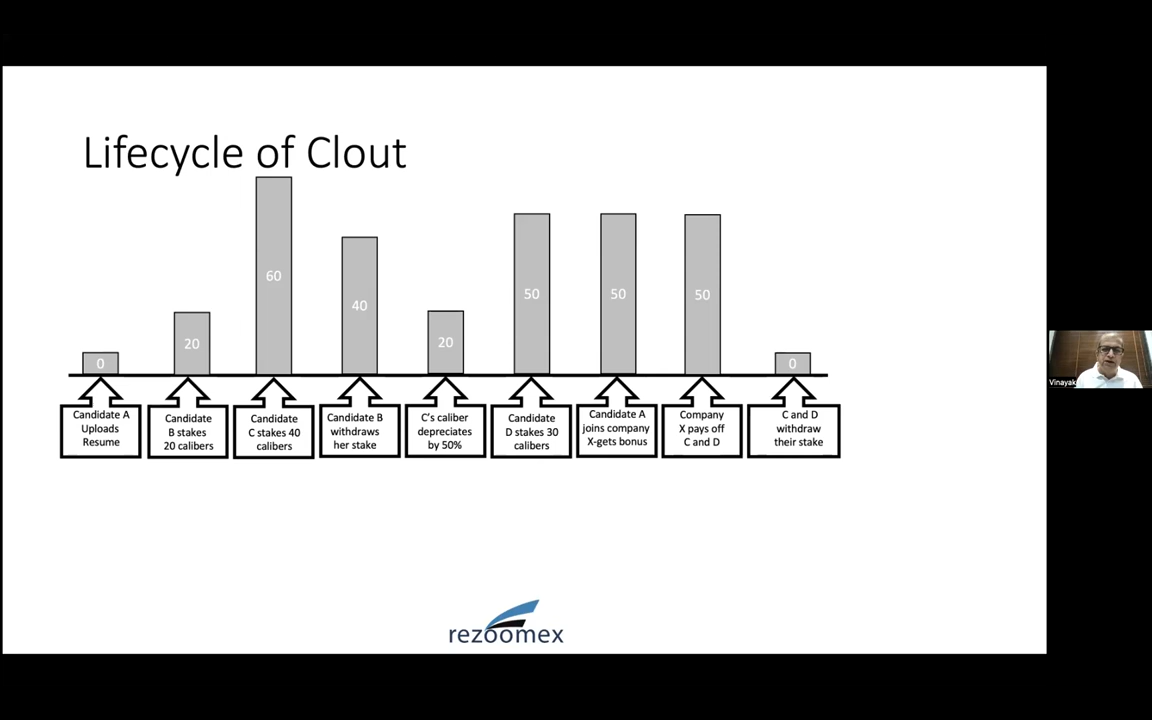 Lifecycle of Clout
0
20
60
40
20
50
50
50
0
Candidate A
Uploads
Resume
Candidate
B stakes
20 calibers
Candidate
C stakes 40
calibers
Candidate B
withdraws
her stake
C's caliber
depreciates
by 50%
Candidate
D stakes 30
calibers
Candidate A
joins company
X-gets bonus
Company
X pays off
C and D
C and D
withdraw
their stake
rezoomex
Vinayak